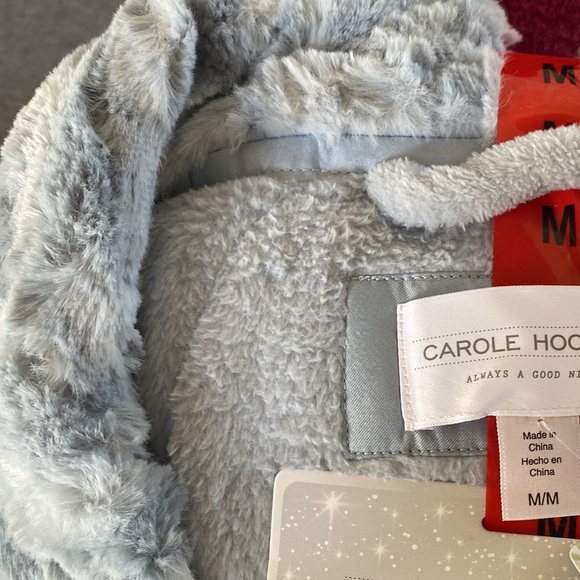 M
M
CAROLE HOC
ALWAYS A GOOD NI
Made in
China
Hecho en
China
M/M
M